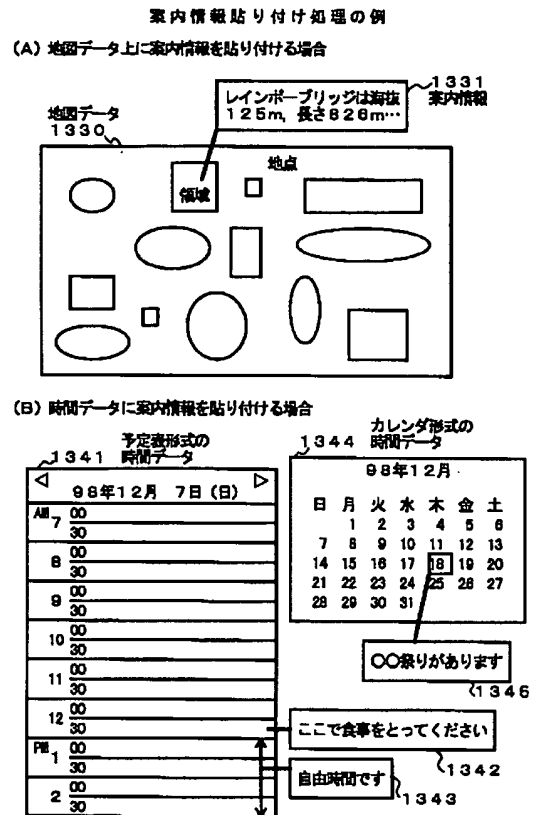 案内情報貼り付け処理の例
(A) 地図データ上に案内情報を貼り付ける場合
1331
案内情報
レインボーブリッジは海抜
125m, 長さ826m…
地図データ
1330
地点
領域
(B) 時間データに案内情報を貼り付ける場合
予定表形式の
1341 時間データ
98年12月 7日 (日)
AM 7 00
30
8 00
30
9 00
30
10 00
30
11 00
30
12 00
30
PM 1 00
30
2 00
30
カレンダ形式の
1344 時間データ
98年12月
日 月 火 水 木 金 土
1 2 3 4 5 6
7 8 9 10 11 12 13
14 15 16 17 18 19 20
21 22 23 24 25 26 27
28 29 30 31
○○祭りがあります
1346
ここで食事をとってください
1342
自由時間です
1343